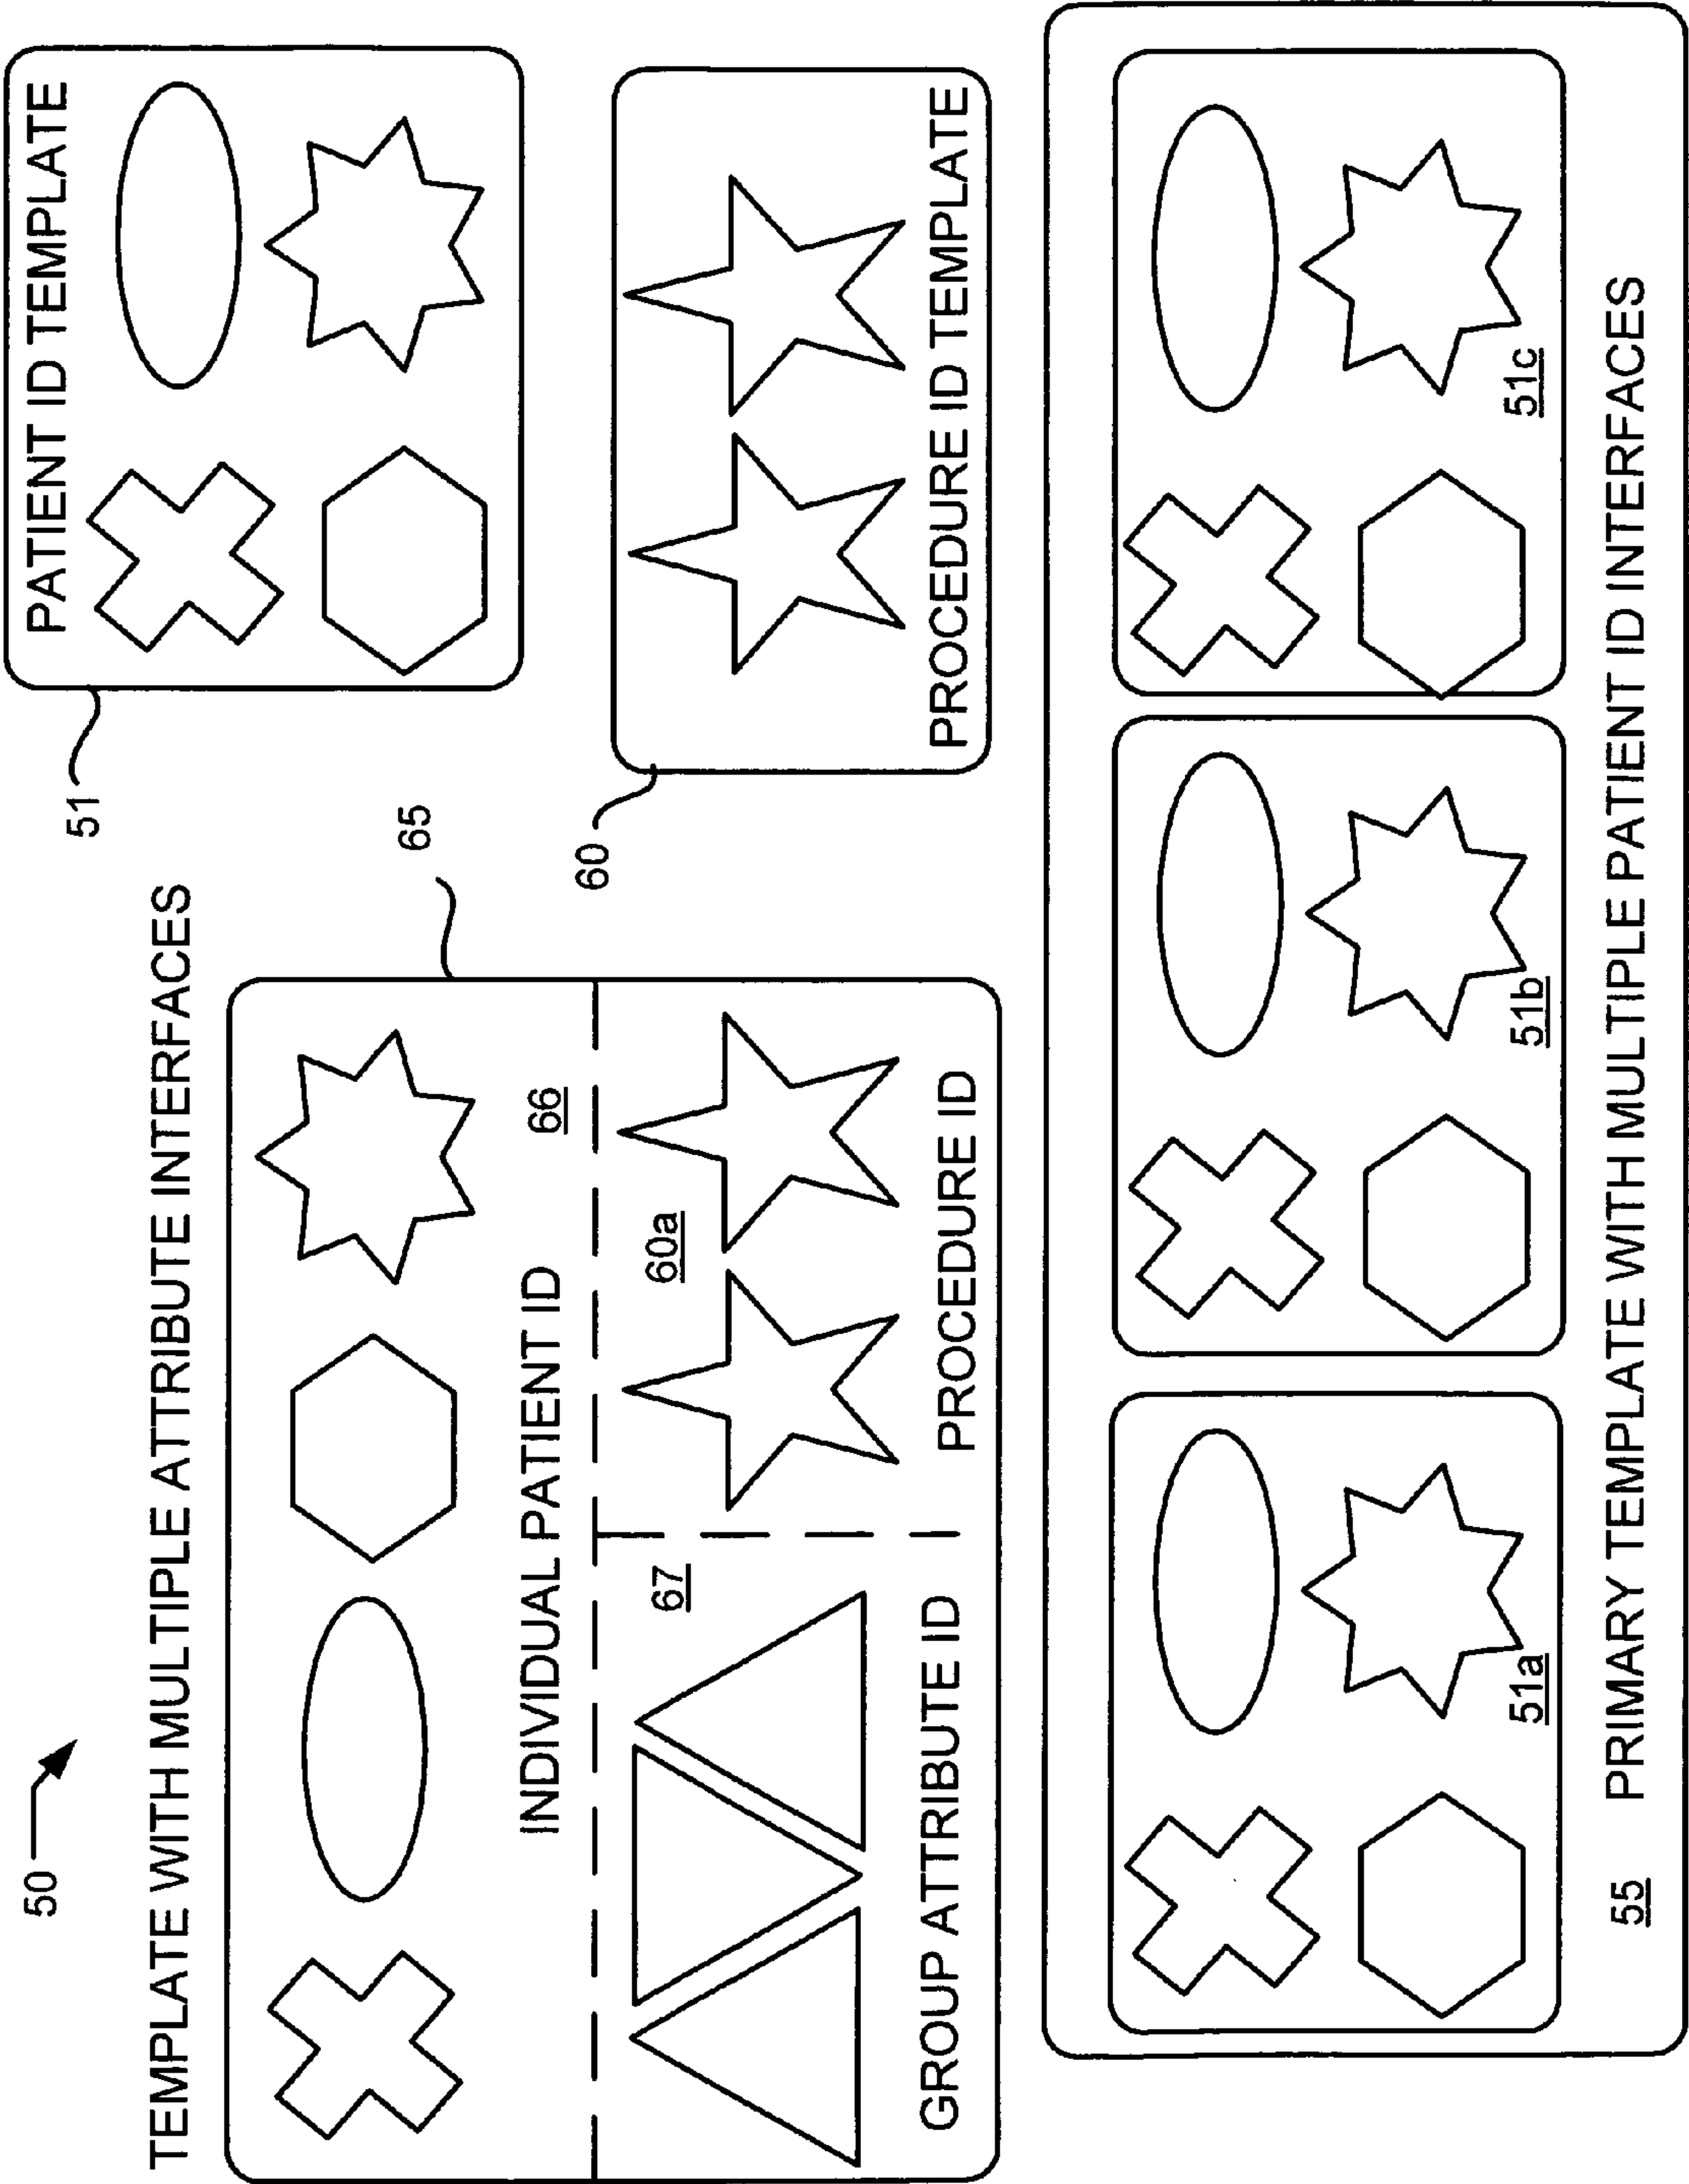 50
TEMPLATE WITH MULTIPLE ATTRIBUTE INTERFACES
65
INDIVIDUAL PATIENT ID
66
67
60a
GROUP ATTRIBUTE ID
PROCEDURE ID
51
PATIENT ID TEMPLATE
60
PROCEDURE ID TEMPLATE
51a
51b
51c
55 PRIMARY TEMPLATE WITH MULTIPLE PATIENT ID INTERFACES